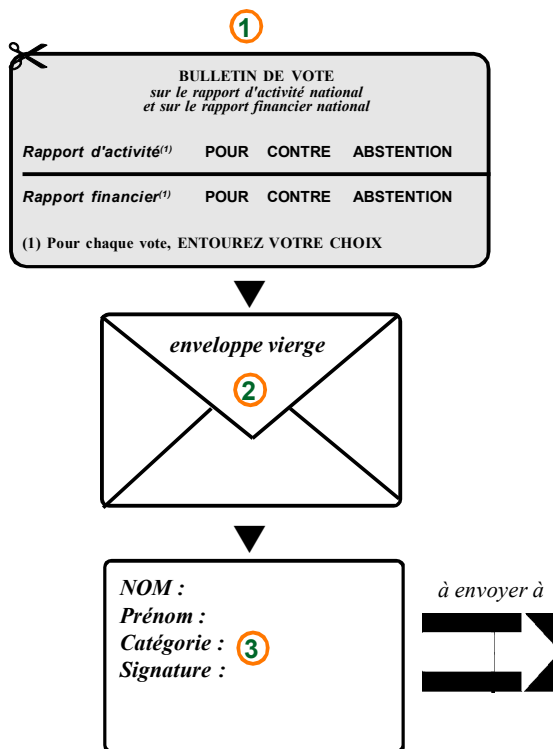 1
BULLETIN DE VOTE
sur le rapport d'activité national
et sur le rapport financier national
Rapport d'activité(1) POUR CONTRE ABSTENTION
Rapport financier(1) POUR CONTRE ABSTENTION
(1) Pour chaque vote, ENTOUREZ VOTRE CHOIX
enveloppe vierge
2
NOM :
Prénom :
Catégorie :
3
Signature :
à envoyer à